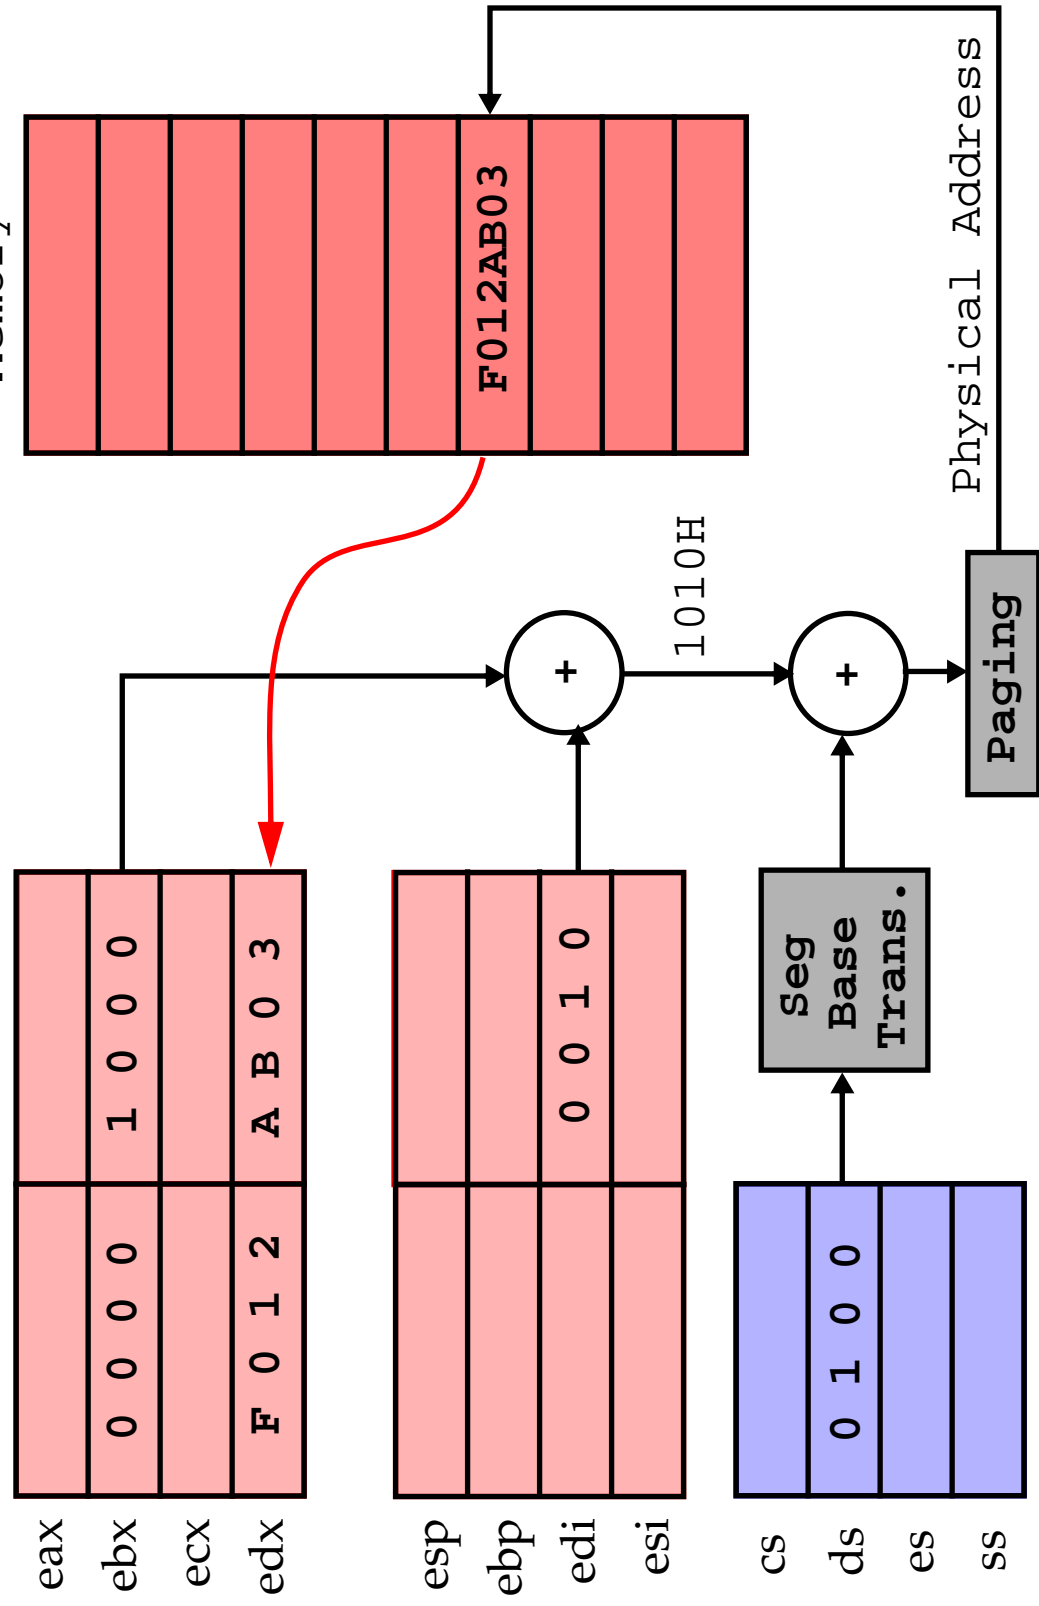 eax
ebx 0 0 0 0 1 0 0 0
ecx
edx F 0 1 2 A B 0 3
esp
ebp
edi 0 0 1 0
esi
cs
ds 0 1 0 0
es
ss
Seg
Base
Trans.
+
1010H
+
Paging
Physical Address
F012AB03